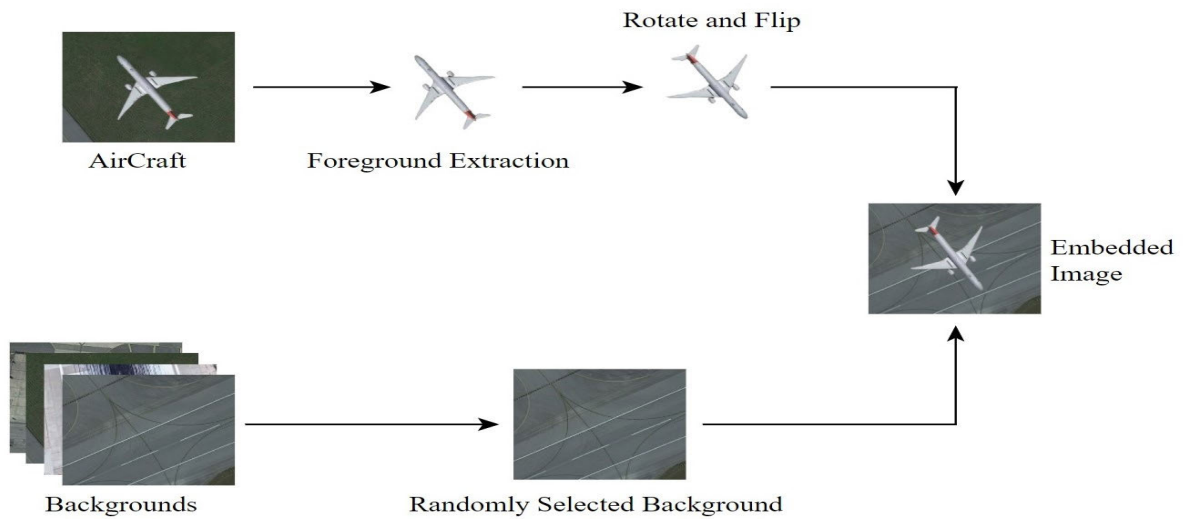 Rotate and Flip
AirCraft
Foreground Extraction
Embedded
Image
Backgrounds
Randomly Selected Background